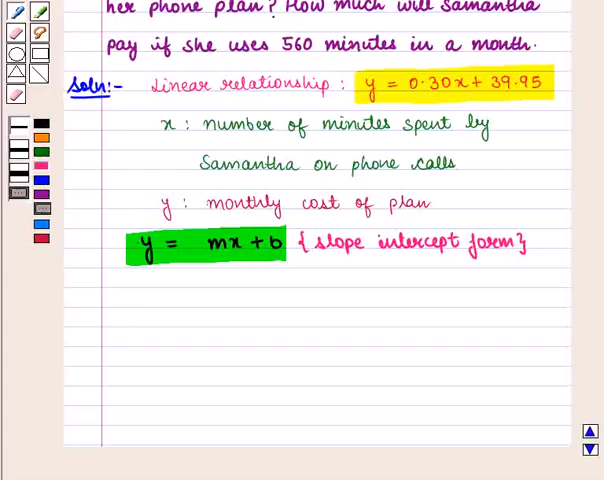 her phone plan? How much will Samantha
pay if she uses 560 minutes in a month.
Soln:- Linear relationship : y = 0.30x + 39.95
x : number of minutes spent by
Samantha on phone calls
y : monthly cost of plan
y = mx + b {slope intercept form}